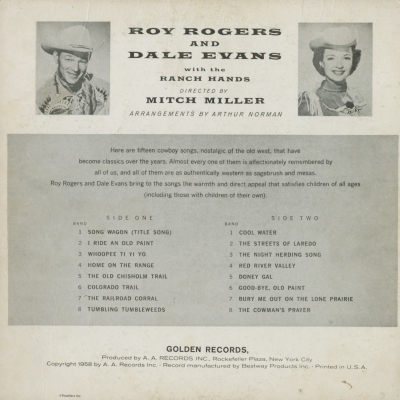 ROY ROGERS
AND
DALE EVANS
with the
RANCH HANDS
DIRECTED BY
MITCH MILLER
ARRANGEMENTS BY ARTHUR NORMAN
Here are fifteen cowboy songs, nostalgic of the old west, that have
become classics over the years. Almost every one of them is affectionately remembered by
all of us, and all of them are as authentically western as sagebrush and mesas.
Roy Rogers and Dale Evans bring to the songs the warmth and direct appeal that satisfies children of all ages
(including those with children of their own).
BAND SIDE ONE
1 SONG WAGON (TITLE SONG)
2 I RIDE AN OLD PAINT
3 WHOOPEE TI YI YO
4 HOME ON THE RANGE
5 THE OLD CHISHOLM TRAIL
6 COLORADO TRAIL
7 THE RAILROAD CORRAL
8 TUMBLING TUMBLEWEEDS
BAND SIDE TWO
1 COOL WATER
2 THE STREETS OF LAREDO
3 THE NIGHT HERDING SONG
4 RED RIVER VALLEY
5 DONEY GAL
6 GOOD-BYE, OLD PAINT
7 BURY ME OUT ON THE LONE PRAIRIE
8 THE COWMAN'S PRAYER
GOLDEN RECORDS,
Produced by A. A. RECORDS INC., Rockefeller Plaza, New York City
Copyright 1958 by A. A. Records Inc. • Record manufactured by Bestway Products Inc. • Printed in U.S.A.